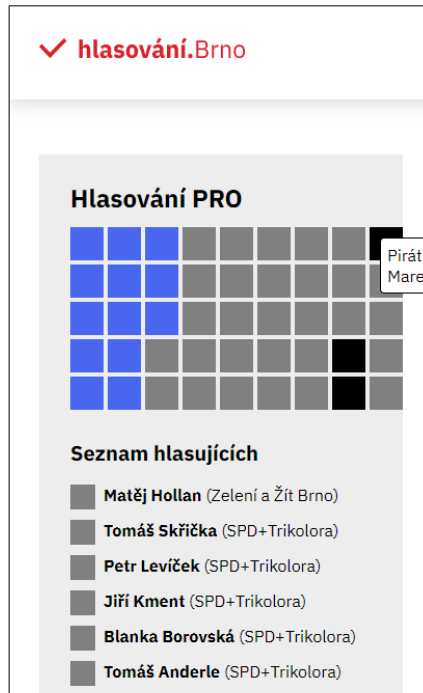 hlasování.Brno
Hlasování PRO
Pirát
Mare
Seznam hlasujících
Matěj Hollan (Zelení a Žít Brno)
Tomáš Skřička (SPD+Trikolora)
Petr Levíček (SPD+Trikolora)
Jiří Kment (SPD+Trikolora)
Blanka Borovská (SPD+Trikolora)
Tomáš Anderle (SPD+Trikolora)